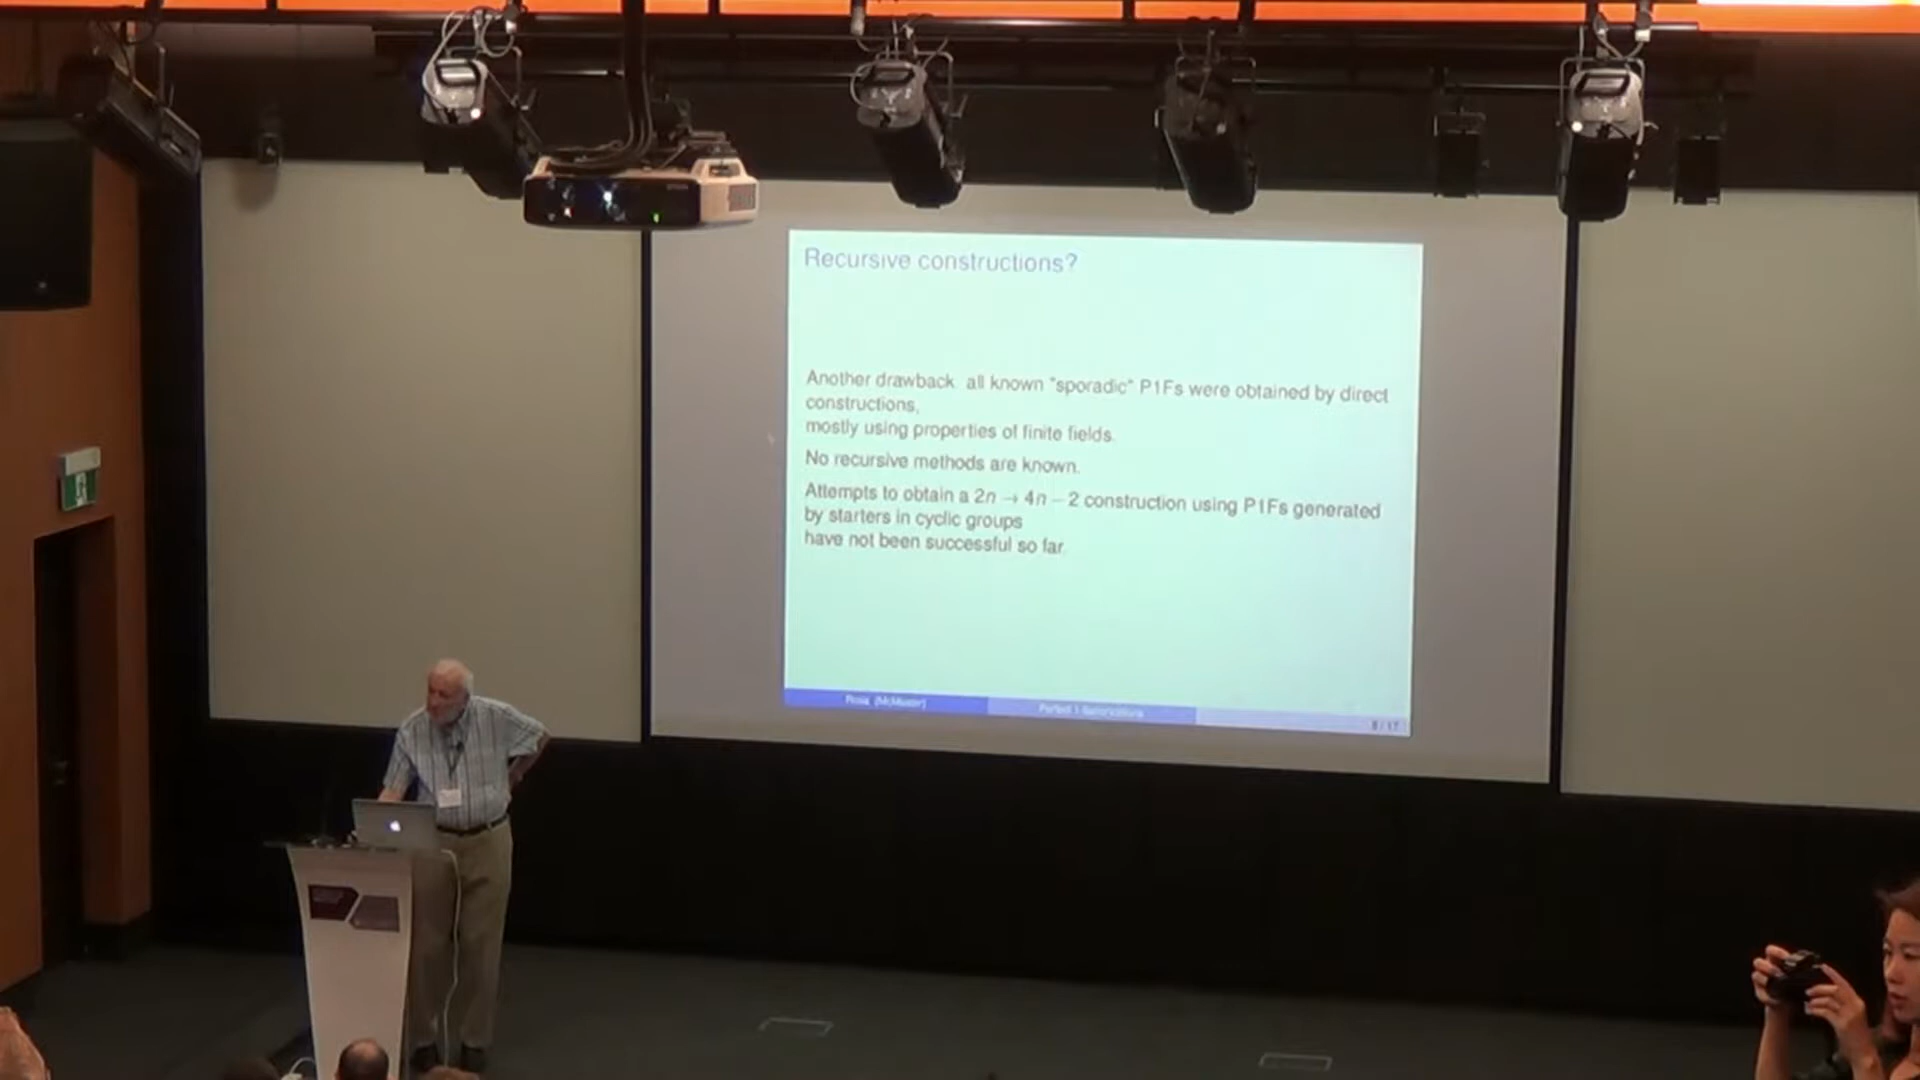 Recursive constructions?
Another drawback all known "sporadic" P1Fs were obtained by direct
constructions,
mostly using properties of finite fields.
No recursive methods are known.
Attempts to obtain a 2n → 4n − 2 construction using P1Fs generated
by starters in cyclic groups
have not been successful so far.
Rosa (McMaster)
Perfect 1-factorizations
/ 17